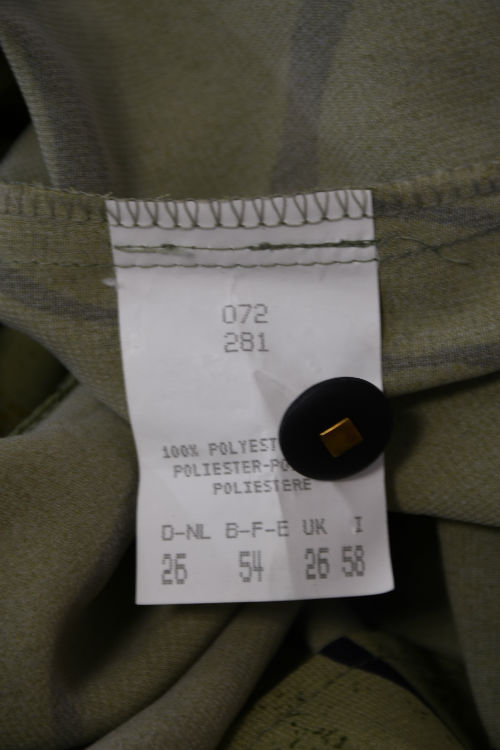 072
281
100% POLYEST
POLIESTER-PO
POLIESTERE
D-NL B-F-E UK I
26 54 26 58